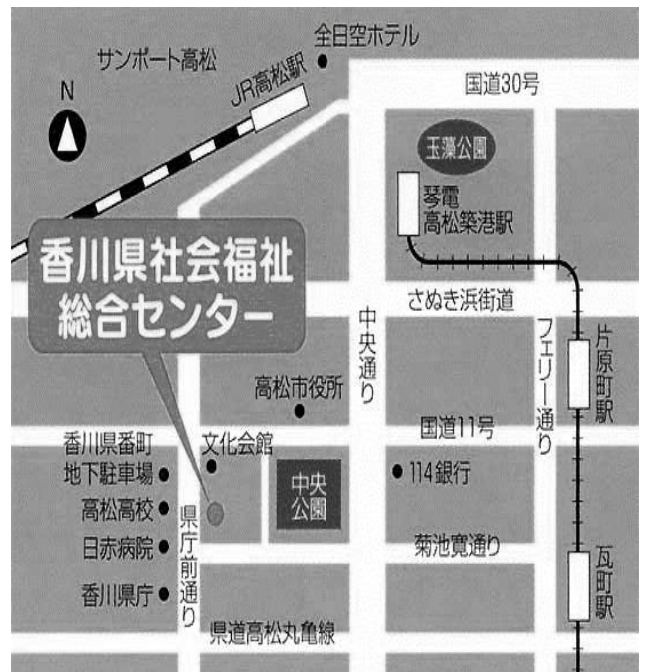 全日空ホテル
サンポート高松
JR高松駅
国道30号
N
玉藻公園
琴電
高松築港駅
香川県社会福祉
総合センター
さぬき浜街道
中央通り
フェリー通り
片原町駅
高松市役所
国道11号
香川県番町
地下駐車場
文化会館
中央
公園
114銀行
高松高校
県庁前通り
日赤病院
菊池寛通り
瓦町駅
香川県庁
県道高松丸亀線